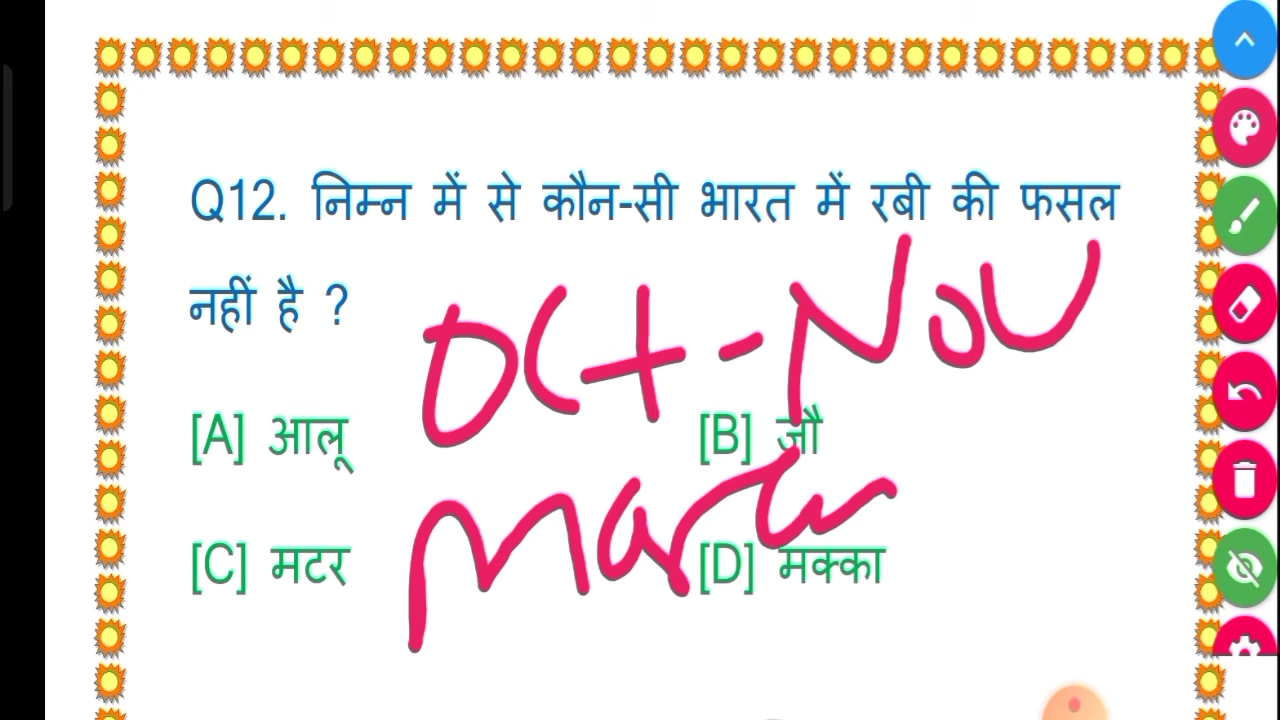 Q12. निम्न में से कौन-सी भारत में रबी की फसल
नहीं है ?
Oct - Nov
[A] आलू [B] जौ
March
[C] मटर [D] मक्का